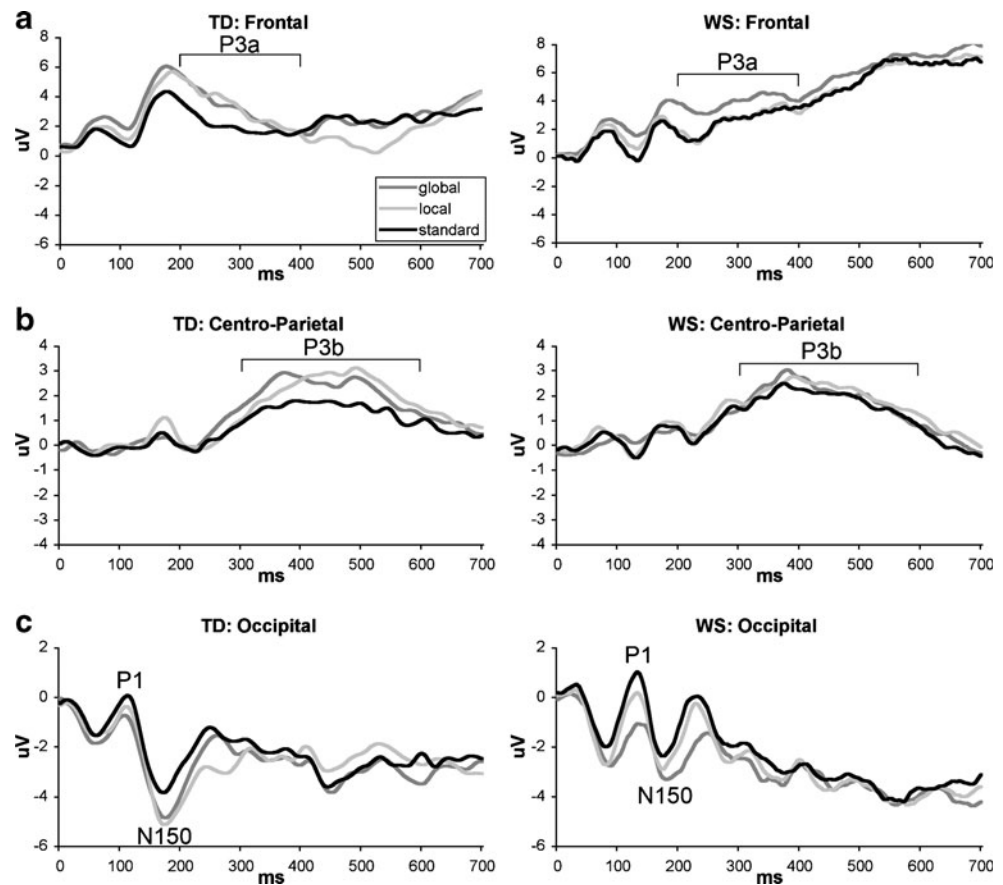 a
TD: Frontal
P3a
8
6
4
2
0
-2
-4
-6
uV
global
local
standard
0 100 200 300 400 500 600 700
ms
WS: Frontal
P3a
8
6
4
2
0
-2
-4
-6
uV
0 100 200 300 400 500 600 700
ms
b
TD: Centro-Parietal
P3b
4
3
2
1
0
-1
-2
-3
-4
uV
0 100 200 300 400 500 600 700
ms
WS: Centro-Parietal
P3b
4
3
2
1
0
-1
-2
-3
-4
uV
0 100 200 300 400 500 600 700
ms
c
TD: Occipital
P1
N150
2
0
-2
-4
-6
uV
0 100 200 300 400 500 600 700
ms
WS: Occipital
P1
N150
2
0
-2
-4
-6
uV
0 100 200 300 400 500 600 700
ms